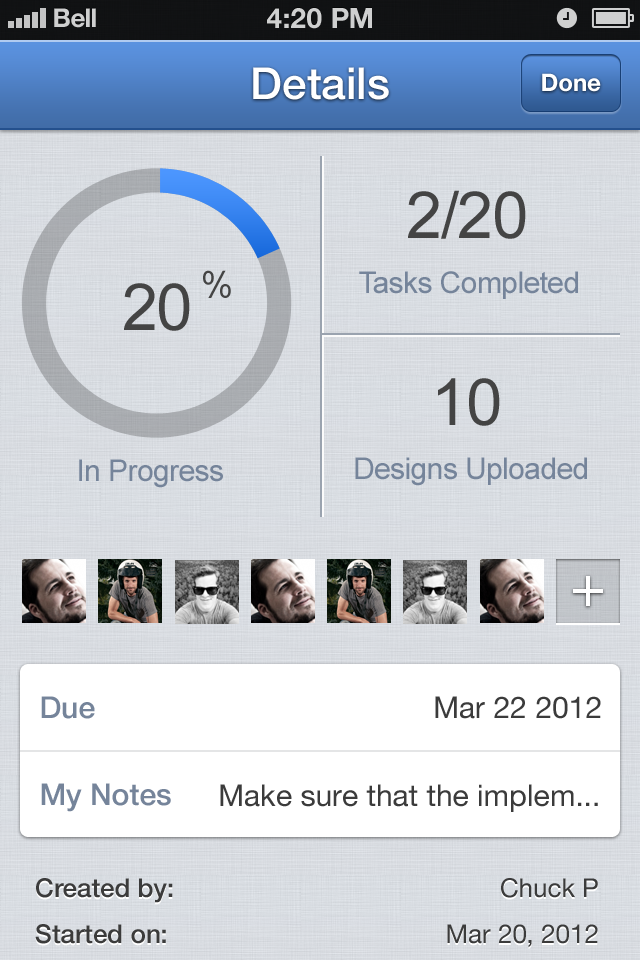 Bell 4:20 PM
Details Done
20 %
In Progress
2/20
Tasks Completed
10
Designs Uploaded
Due Mar 22 2012
My Notes Make sure that the implem...
Created by: Chuck P
Started on: Mar 20, 2012